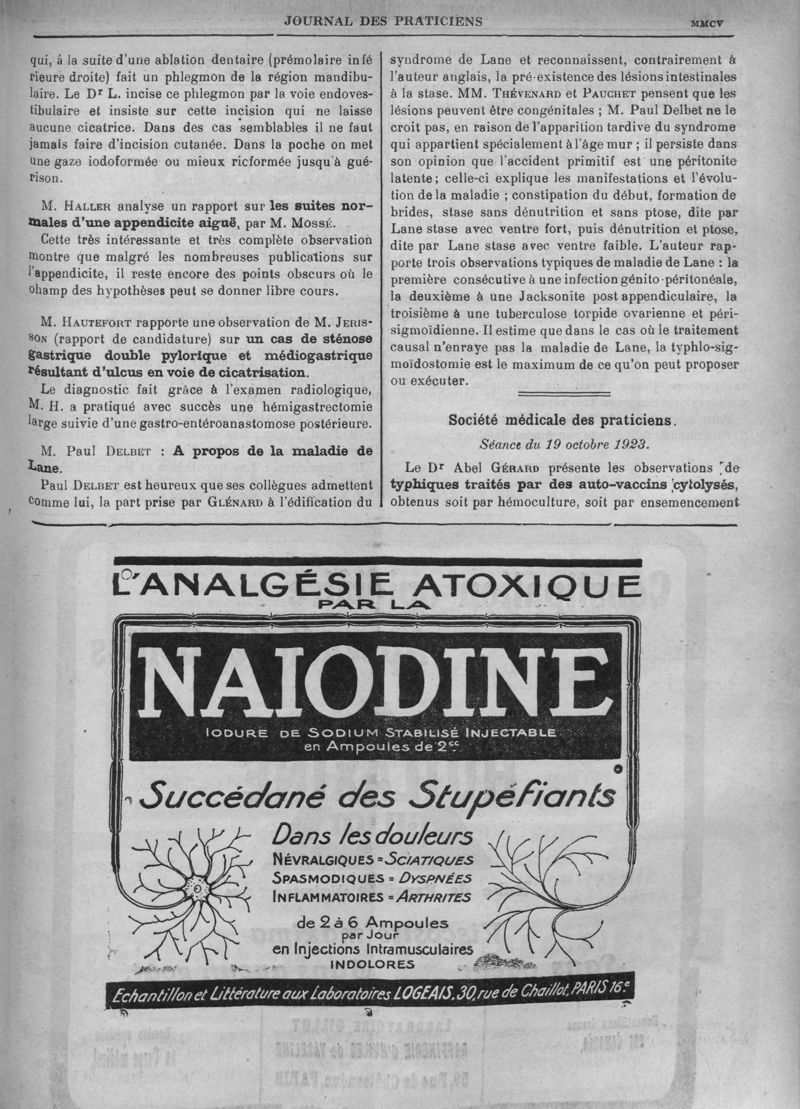 JOURNAL DES PRATICIENS
MMCV
qui, à la suite d'une ablation dentaire (prémolaire infé
rieure droite) fait un phlegmon de la région mandibu-
laire. Le Dr L. incise ce phlegmon par la voie endoves-
tibulaire et insiste sur cette incision qui ne laisse
aucune cicatrice. Dans des cas semblables il ne faut
jamais faire d'incision cutanée. Dans la poche on met
une gaze iodoformée ou mieux ricformée jusqu'à gué-
rison.
M. HALLER analyse un rapport sur les suites nor-
males d'une appendicite aiguë, par M. MOSSÉ.
Cette très intéressante et très complète observation
montre que malgré les nombreuses publications sur
l'appendicite, il reste encore des points obscurs où le
champ des hypothèses peut se donner libre cours.
M. HAUTEFORT rapporte une observation de M. JERIS-
SON (rapport de candidature) sur un cas de sténose
gastrique double pylorique et médiogastrique
résultant d'ulcus en voie de cicatrisation.
Le diagnostic fait grâce à l'examen radiologique,
M. H. a pratiqué avec succès une hémigastrectomie
large suivie d'une gastro-entéroanastomose postérieure.
M. Paul DELBET : A propos de la maladie de
Lane.
Paul DELBET est heureux que ses collègues admettent
comme lui, la part prise par GLÉNARD à l'édification du
syndrome de Lane et reconnaissent, contrairement à
l'auteur anglais, la pré-existence des lésions intestinales
à la stase. MM. THÉVENARD et PAUCHET pensent que les
lésions peuvent être congénitales ; M. Paul Delbet ne le
croit pas, en raison de l'apparition tardive du syndrome
qui appartient spécialement à l'âge mur ; il persiste dans
son opinion que l'accident primitif est une péritonite
latente ; celle-ci explique les manifestations et l'évolu-
tion de la maladie ; constipation du début, formation de
brides, stase sans dénutrition et sans ptose, dite par
Lane stase avec ventre fort, puis dénutrition et ptose,
dite par Lane stase avec ventre faible. L'auteur rap-
porte trois observations typiques de maladie de Lane : la
première consécutive à une infection génito-péritonéale,
la deuxième à une Jacksonite post appendiculaire, la
troisième à une tuberculose torpide ovarienne et péri-
sigmoïdienne. Il estime que dans le cas où le traitement
causal n'enraye pas la maladie de Lane, la typhlo-sig-
moïdostomie est le maximum de ce qu'on peut proposer
ou exécuter.
Société médicale des praticiens.
Séance du 19 octobre 1923.
Le Dr Abel GÉRARD présente les observations de
typhiques traités par des auto-vaccins cytolysés,
obtenus soit par hémoculture, soit par ensemencement
L'ANALGÉSIE ATOXIQUE
PAR LA
NAIODINE
IODURE DE SODIUM STABILISÉ INJECTABLE
en Ampoules de 2cc
Succédané des Stupéfiants
Dans les douleurs
NÉVRALGIQUES = SCIATIQUES
SPASMODIQUES = DYSPNÉES
INFLAMMATOIRES = ARTHRITES
de 2 à 6 Ampoules
par Jour
en Injections Intramusculaires
INDOLORES
Echantillon et Littérature aux Laboratoires LOGEAIS, 30, rue de Chaillot, PARIS 16e